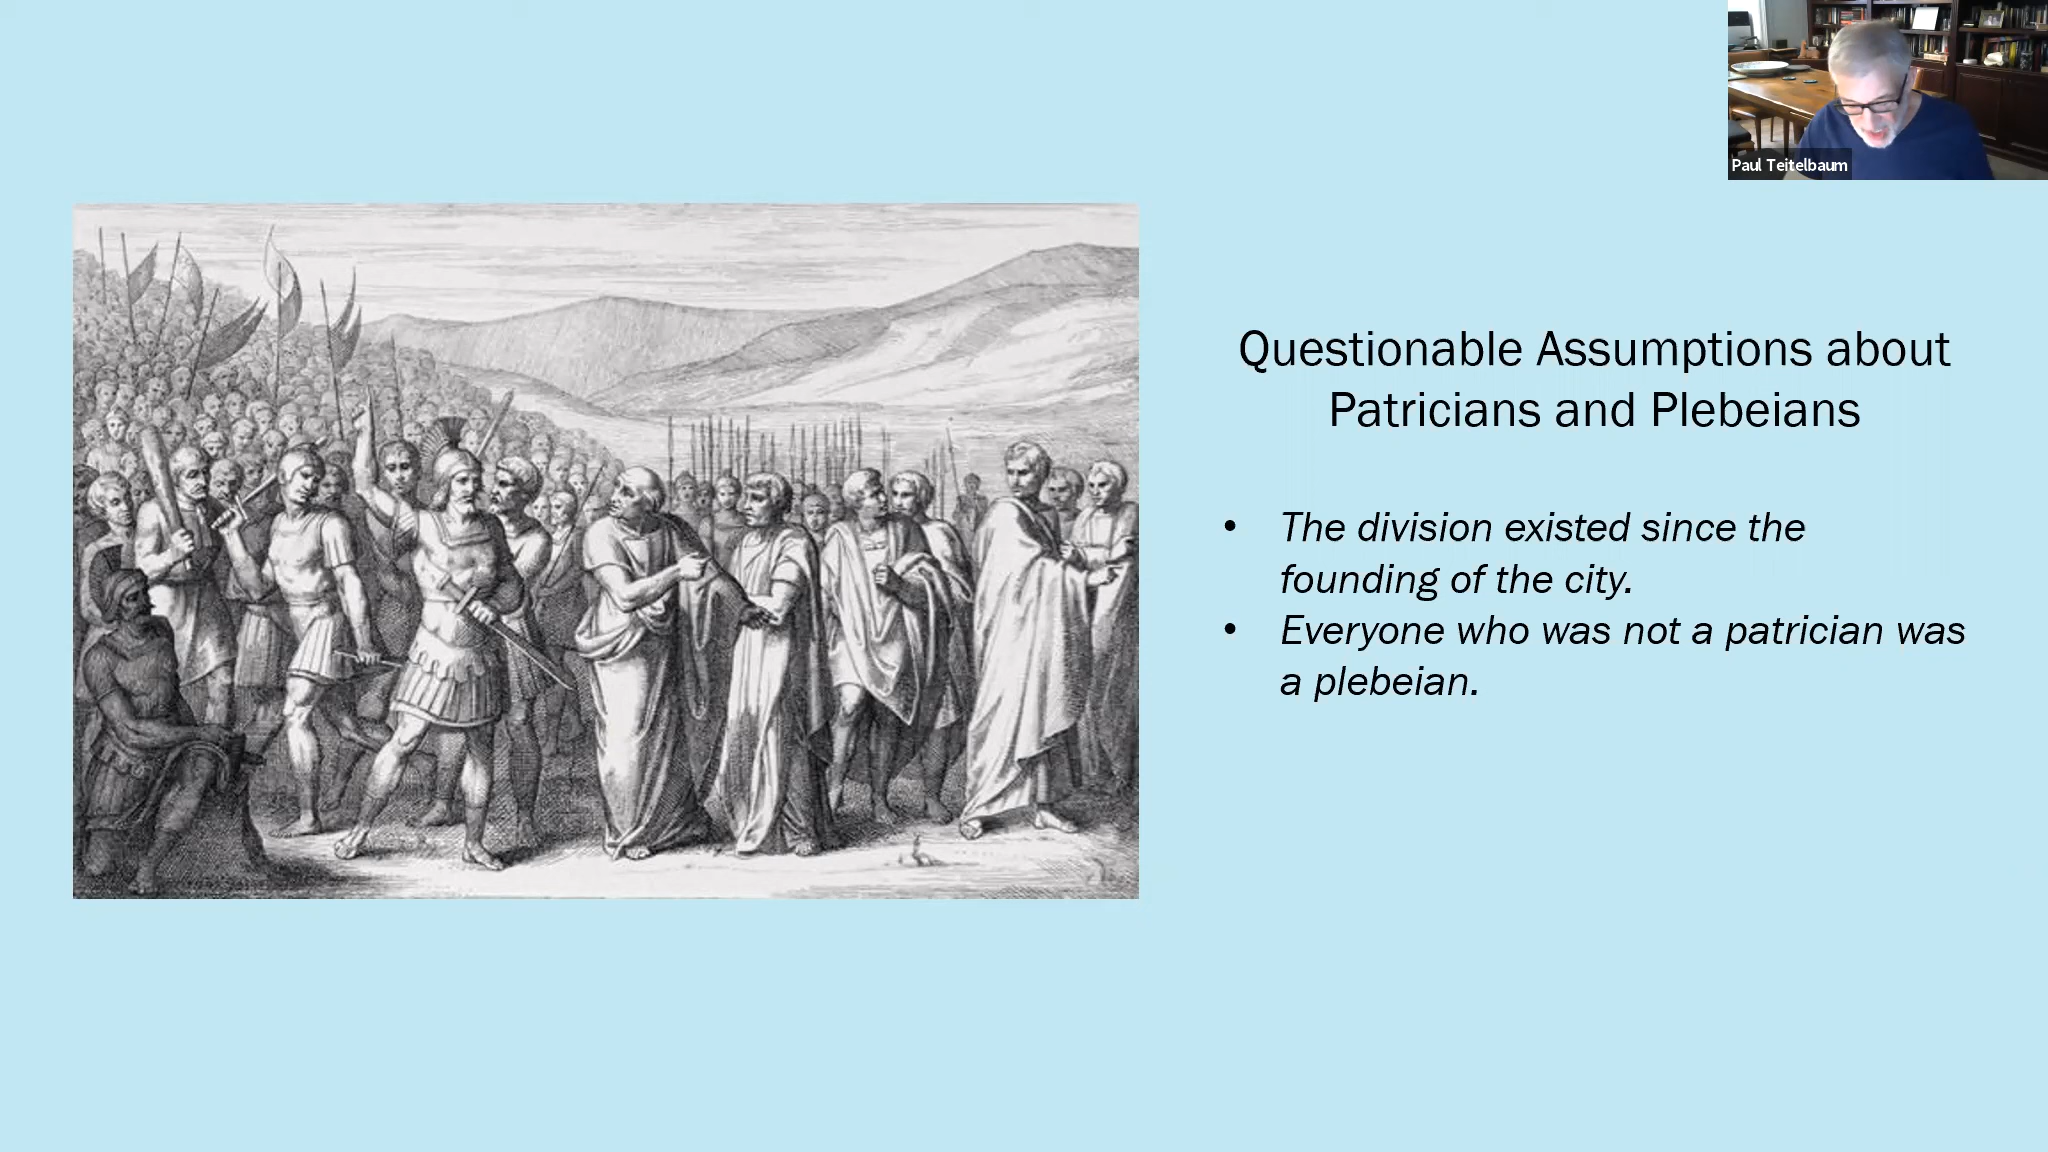 Paul Teitelbaum
Questionable Assumptions about
Patricians and Plebeians
• The division existed since the
founding of the city.
• Everyone who was not a patrician was
a plebeian.